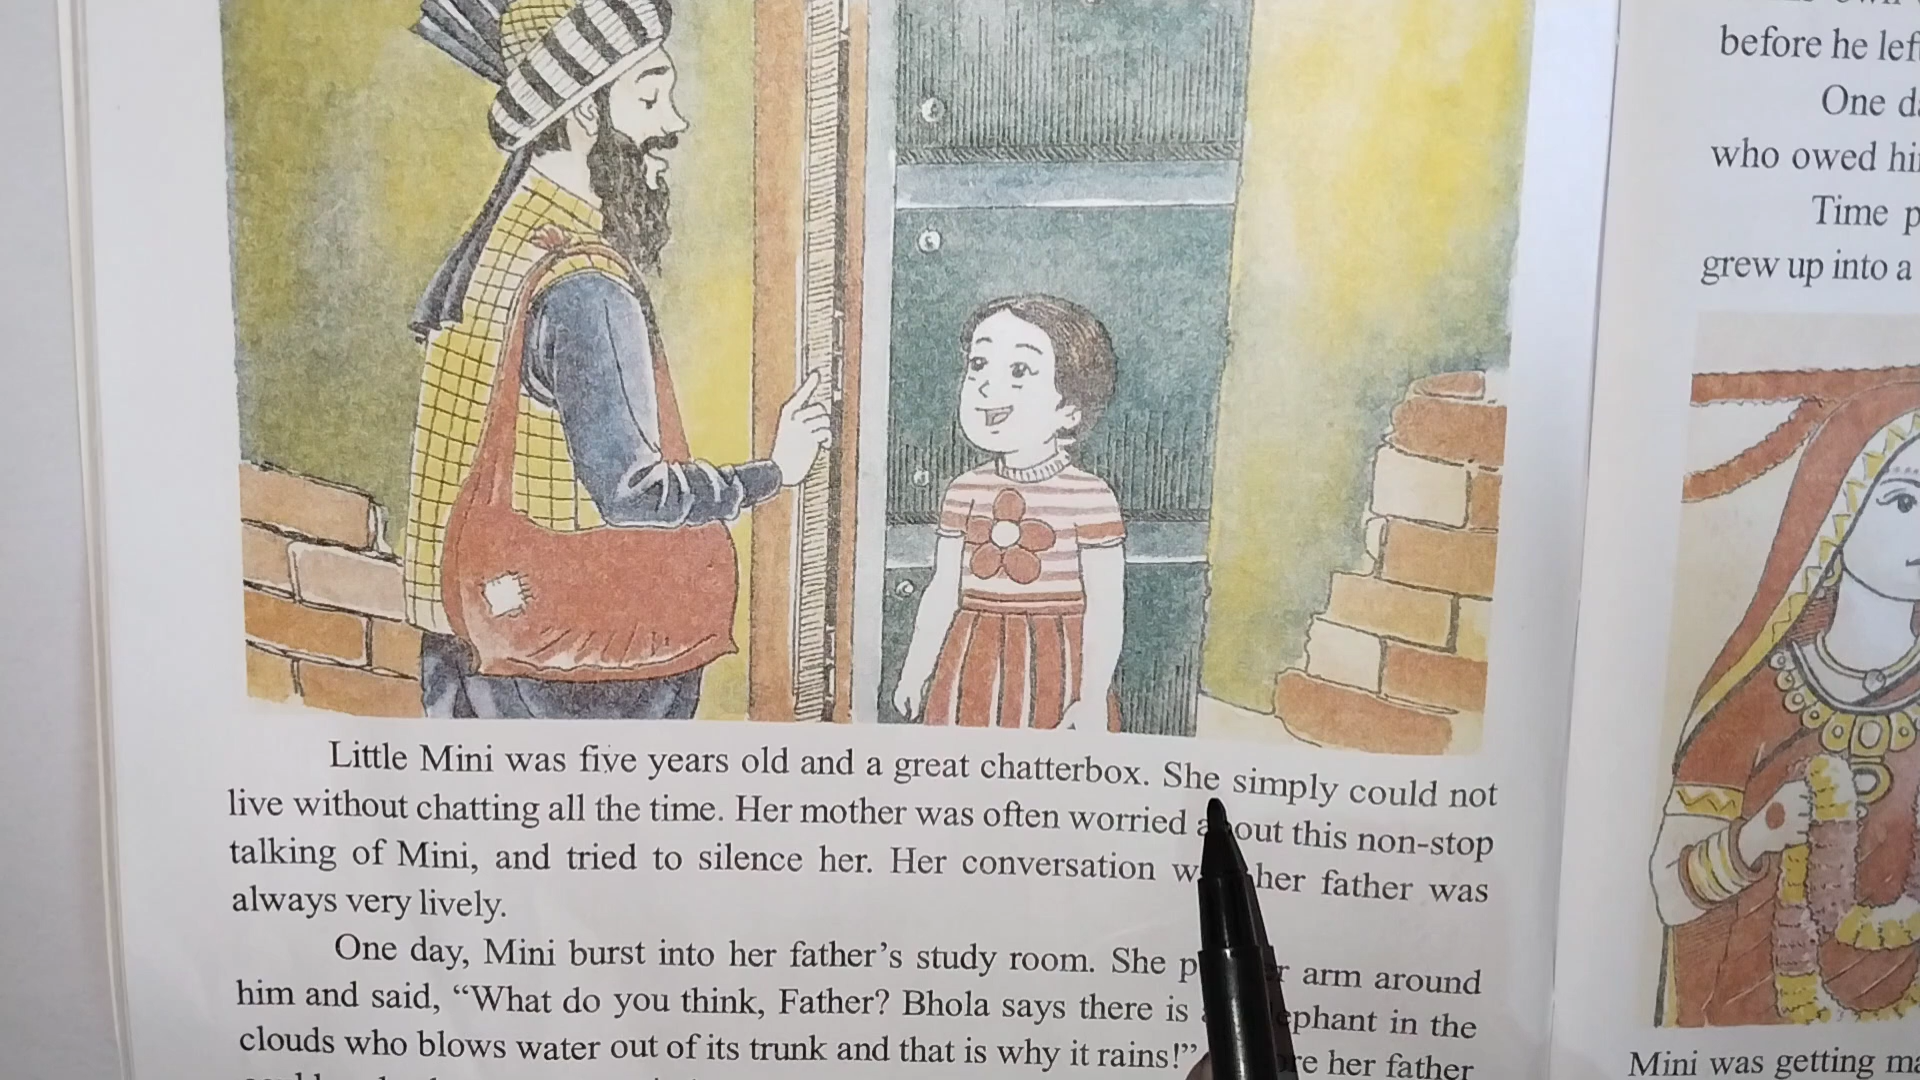 Little Mini was five years old and a great chatterbox. She simply could not
live without chatting all the time. Her mother was often worried about this non-stop
talking of Mini, and tried to silence her. Her conversation her father was
always very lively.
One day, Mini burst into her father's study room. She arm around
him and said, “What do you think, Father? Bhola says there is elephant in the
clouds who blows water out of its trunk and that is why it rains!” her father
before he
One
who owed
Time
grew up into a
Mini was getting